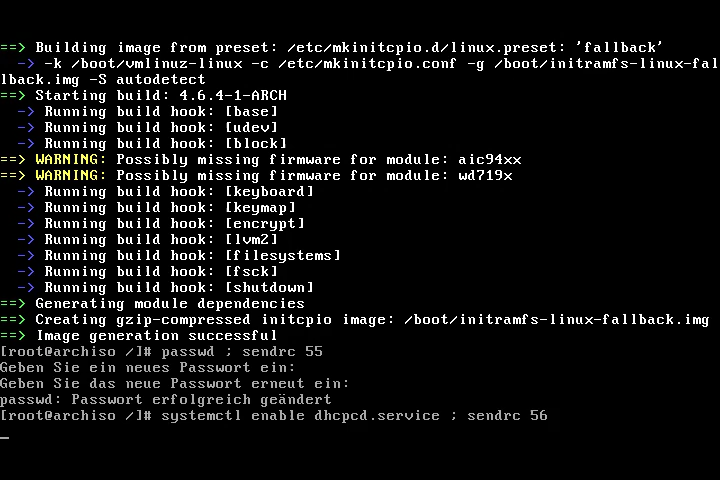 ==> Building image from preset: /etc/mkinitcpio.d/linux.preset: 'fallback'
  -> -k /boot/vmlinuz-linux -c /etc/mkinitcpio.conf -g /boot/initramfs-linux-fal
lback.img -S autodetect
==> Starting build: 4.6.4-1-ARCH
  -> Running build hook: [base]
  -> Running build hook: [udev]
  -> Running build hook: [block]
==> WARNING: Possibly missing firmware for module: aic94xx
==> WARNING: Possibly missing firmware for module: wd719x
  -> Running build hook: [keyboard]
  -> Running build hook: [keymap]
  -> Running build hook: [encrypt]
  -> Running build hook: [lvm2]
  -> Running build hook: [filesystems]
  -> Running build hook: [fsck]
  -> Running build hook: [shutdown]
==> Generating module dependencies
==> Creating gzip-compressed initcpio image: /boot/initramfs-linux-fallback.img
==> Image generation successful
[root@archiso /]# passwd ; sendrc 55
Geben Sie ein neues Passwort ein:
Geben Sie das neue Passwort erneut ein:
passwd: Passwort erfolgreich geändert
[root@archiso /]# systemctl enable dhcpcd.service ; sendrc 56
_